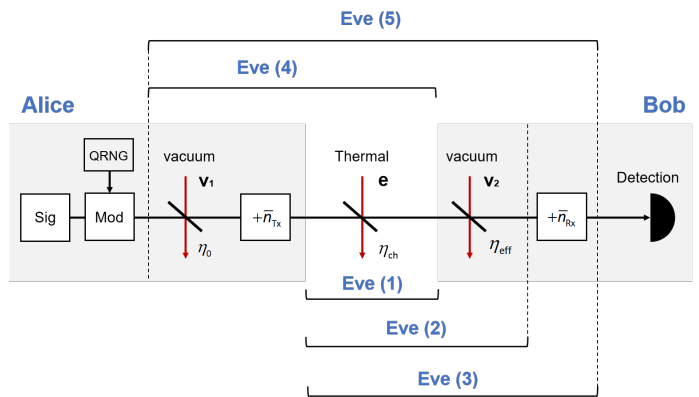 Eve (5)
Eve (4)
Alice
Bob
QRNG
vacuum
Thermal
vacuum
Detection
v₁
e
v₂
Sig
Mod
+n̅Tx
+n̅Rx
η₀
ηch
ηeff
Eve (1)
Eve (2)
Eve (3)